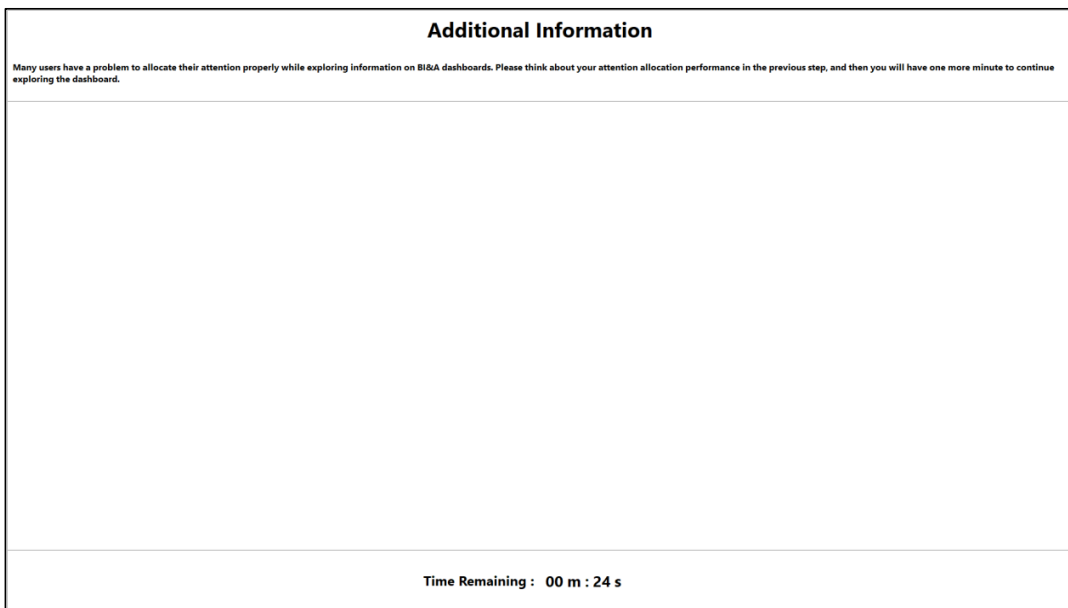 Additional Information
Many users have a problem to allocate their attention properly while exploring information on BI&A dashboards. Please think about your attention allocation performance in the previous step, and then you will have one more minute to continue
exploring the dashboard.
Time Remaining : 00 m : 24 s